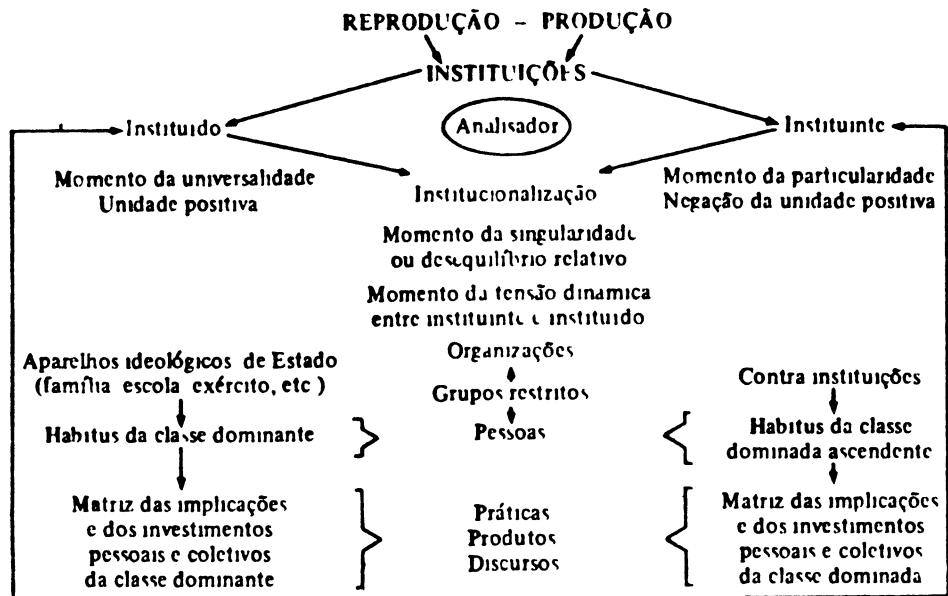 REPRODUÇÃO – PRODUÇÃO
INSTITUIÇÕES
Instituído
Analisador
Instituinte
Momento da universalidade
Unidade positiva
Institucionalização
Momento da particularidade
Negação da unidade positiva
Momento da singularidade
ou desequilíbrio relativo
Momento da tensão dinamica
entre instituinte e instituído
Aparelhos ideológicos de Estado
(família escola exército, etc )
Organizações
Grupos restritos
Pessoas
Contra instituições
Habitus da classe dominante
Habitus da classe
dominada ascendente
Matriz das implicações
e dos investimentos
pessoais e coletivos
da classe dominante
Práticas
Produtos
Discursos
Matriz das implicações
e dos investimentos
pessoais e coletivos
da classe dominada